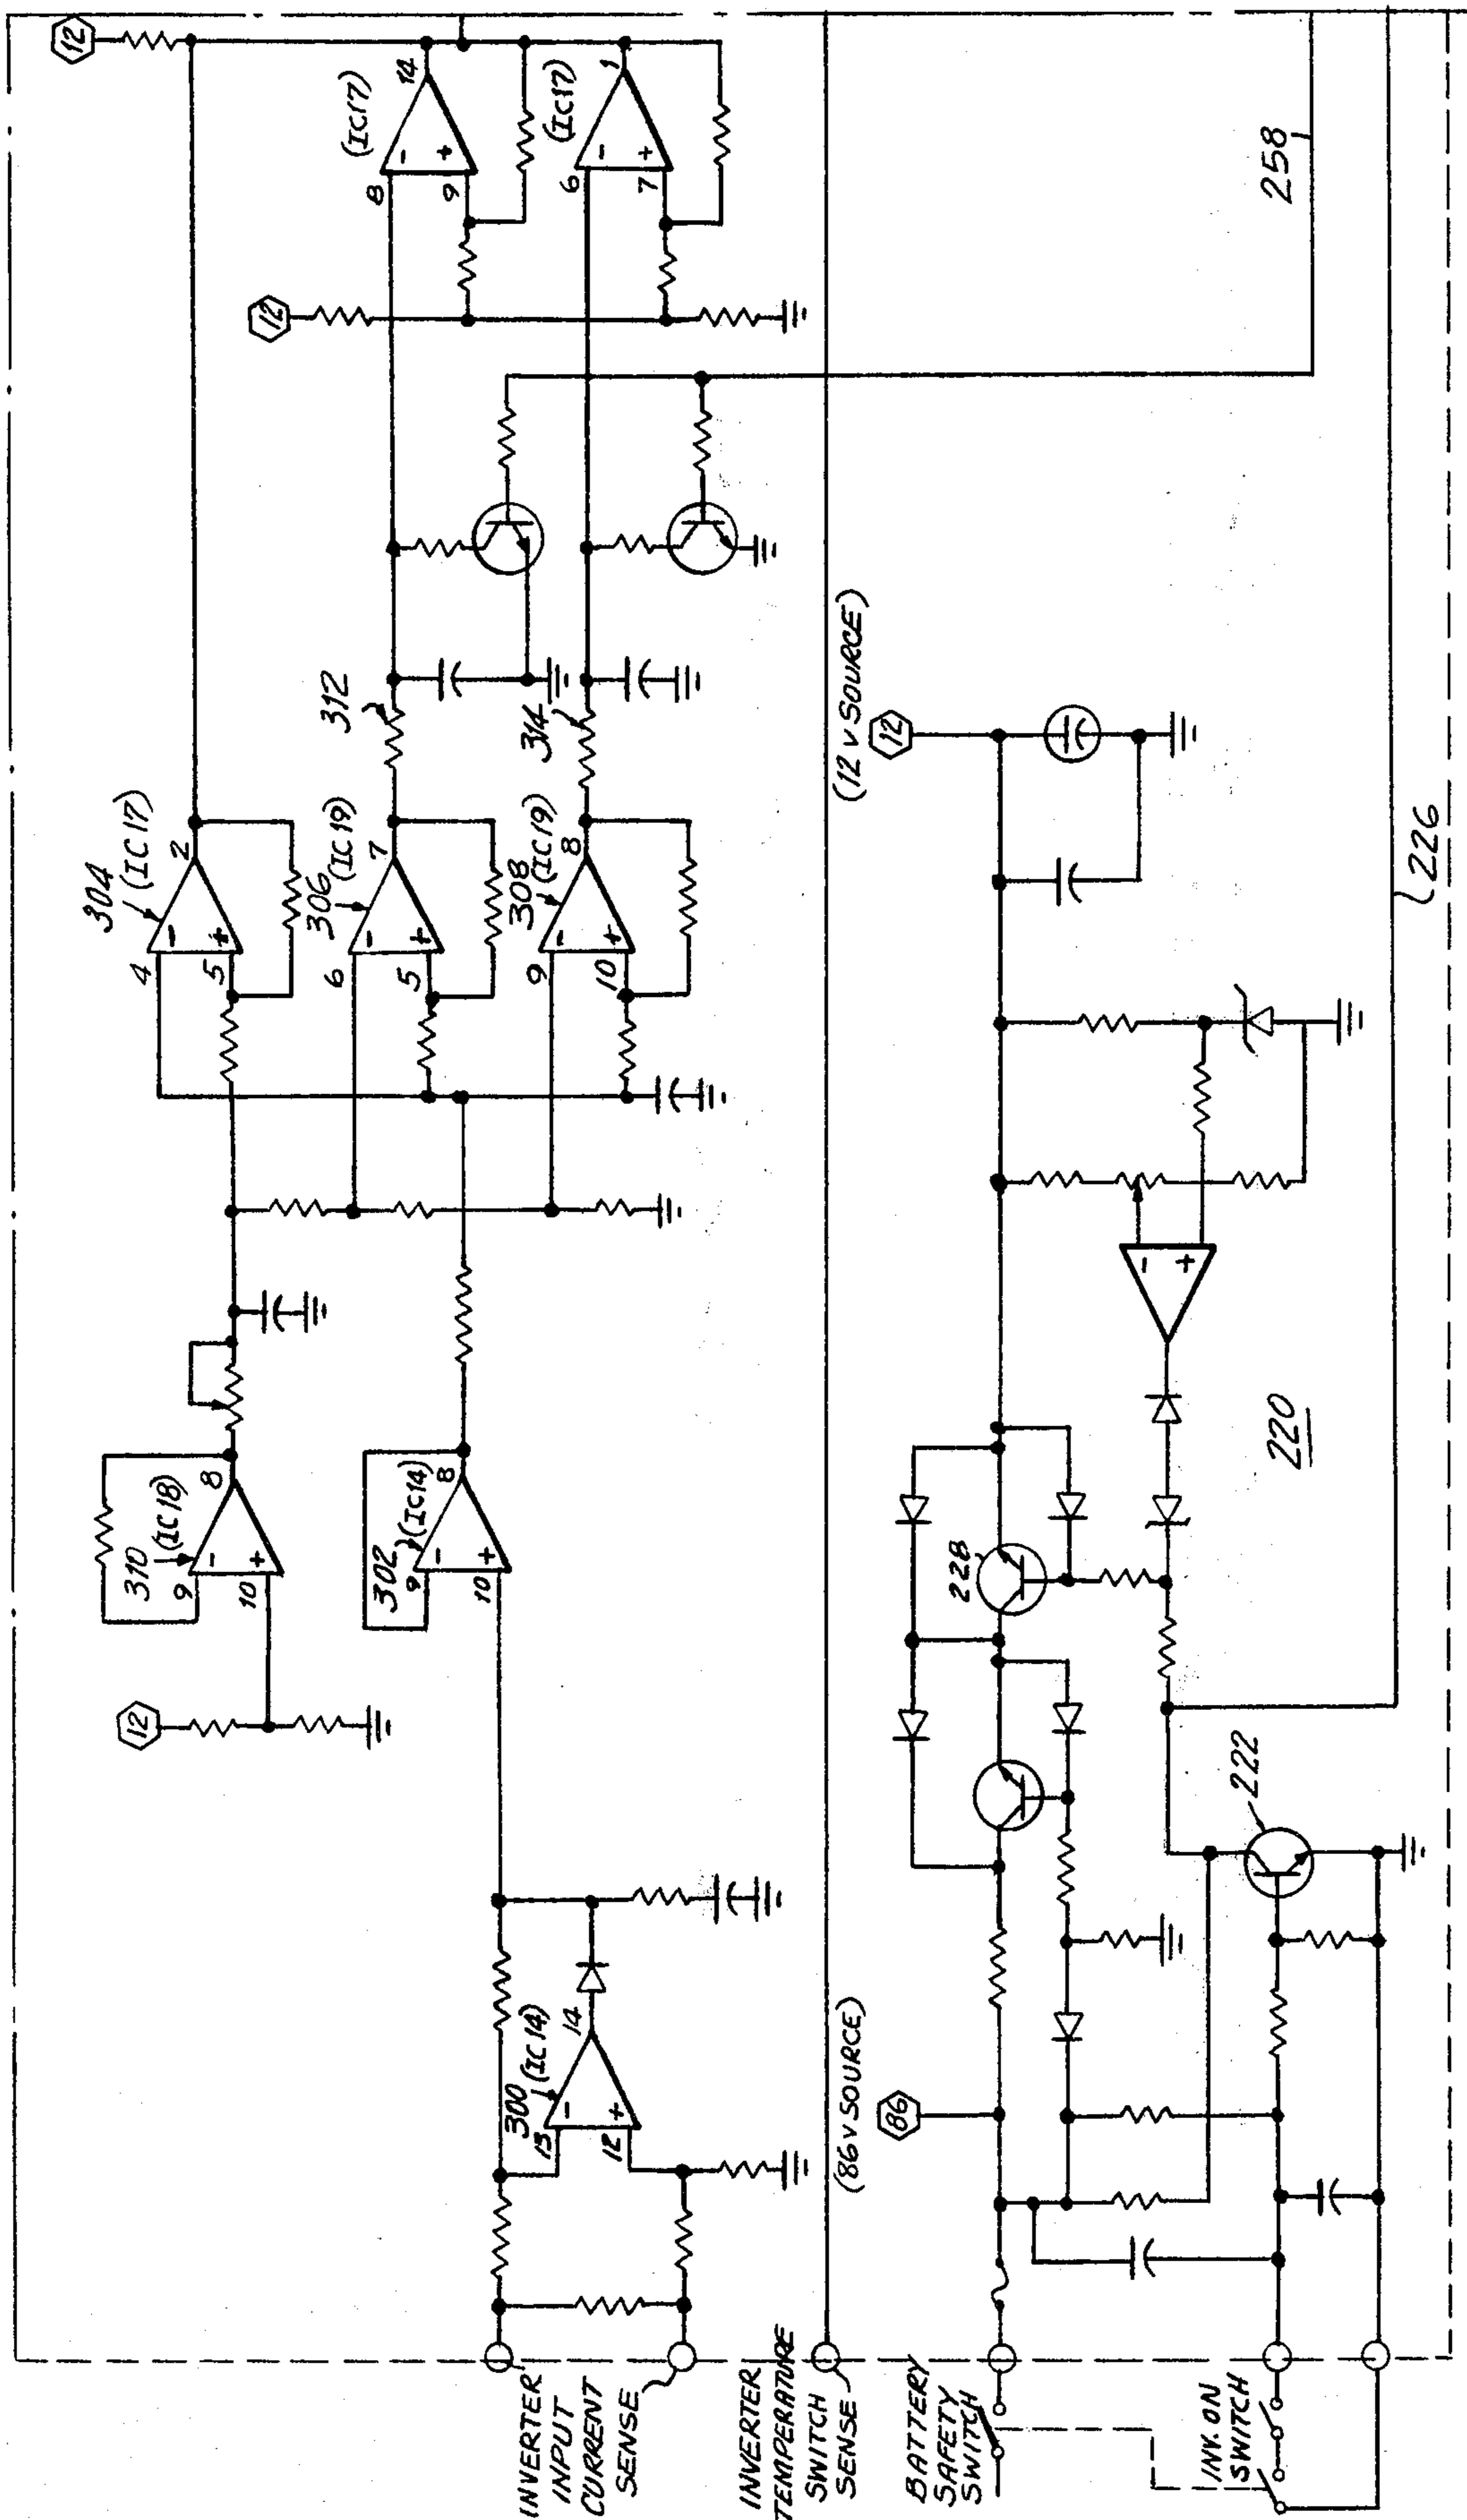 12
304
(IC17)
4
5
-
+
2
306
(IC19)
6
5
-
+
7
308
(IC19)
9
10
-
+
8
312
314
12
(IC17)
8
9
-
+
14
(IC17)
6
7
-
+
1
310
(IC18)
9
10
-
+
8
12
302
(IC14)
9
10
-
+
8
300
(IC14)
13
12
-
+
14
258
INVERTER
INPUT
CURRENT
SENSE
INVERTER
TEMPERATURE
SWITCH
SENSE
(86 V SOURCE)
(12 V SOURCE)
86
12
228
-
+
220
222
226
BATTERY
SAFETY
SWITCH
INV. ON
SWITCH